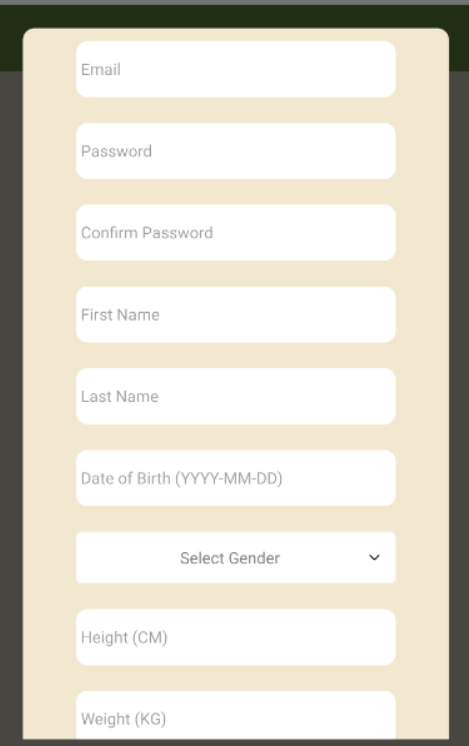 Email
Password
Confirm Password
First Name
Last Name
Date of Birth (YYYY-MM-DD)
Select Gender
Height (CM)
Weight (KG)